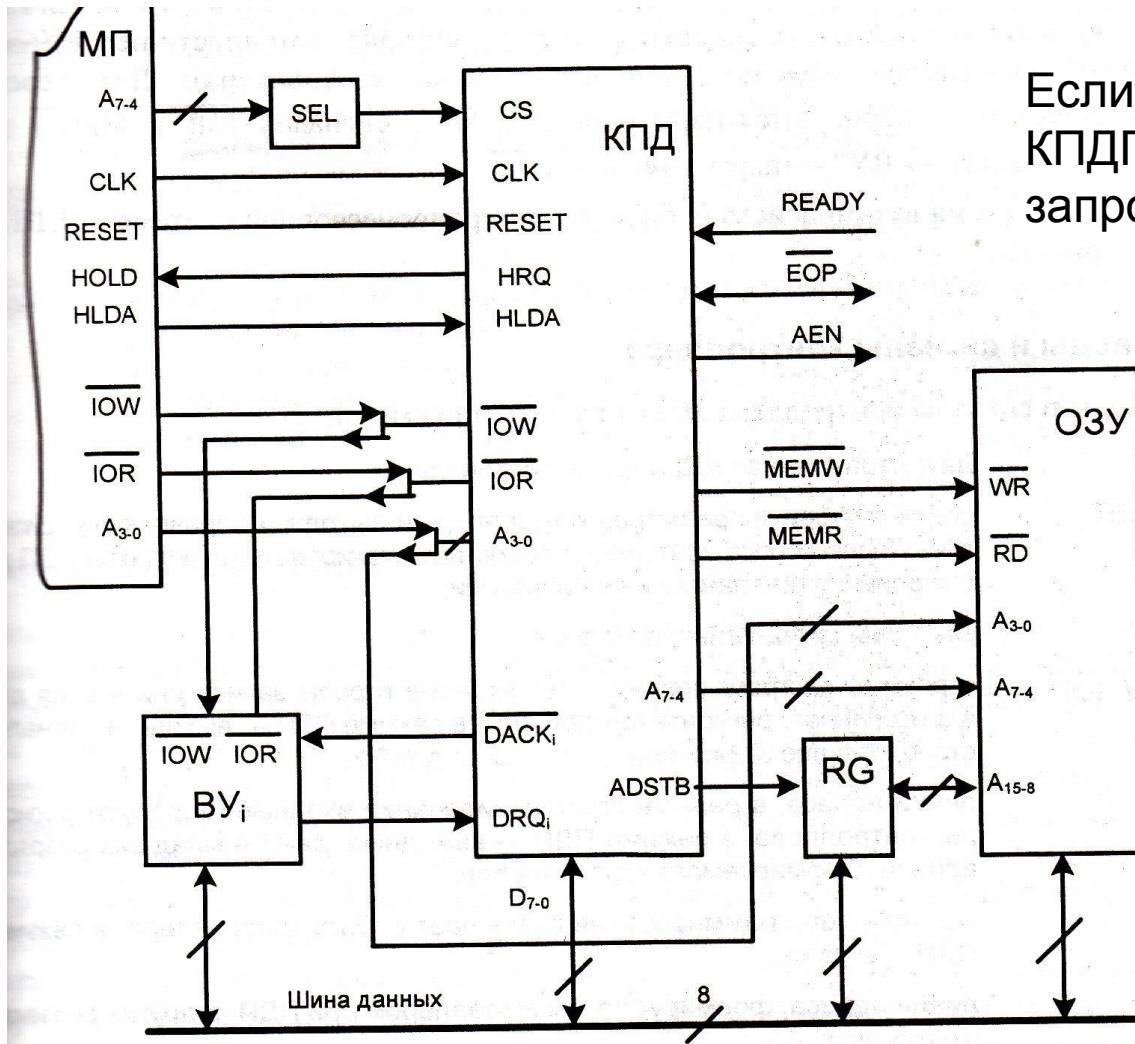 МП
A7-4
SEL
CS
КПД
CLK
CLK
RESET
RESET
HOLD
HRQ
HLDA
HLDA
READY
EOP
AEN
IOW
IOW
IOR
IOR
A3-0
A3-0
MEMW
MEMR
ОЗУ
WR
RD
A3-0
A7-4
A7-4
DACKi
IOW IOR
ВУi
DRQi
ADSTB
RG
A15-8
D7-0
Шина данных
8
Если
КПДП
запро